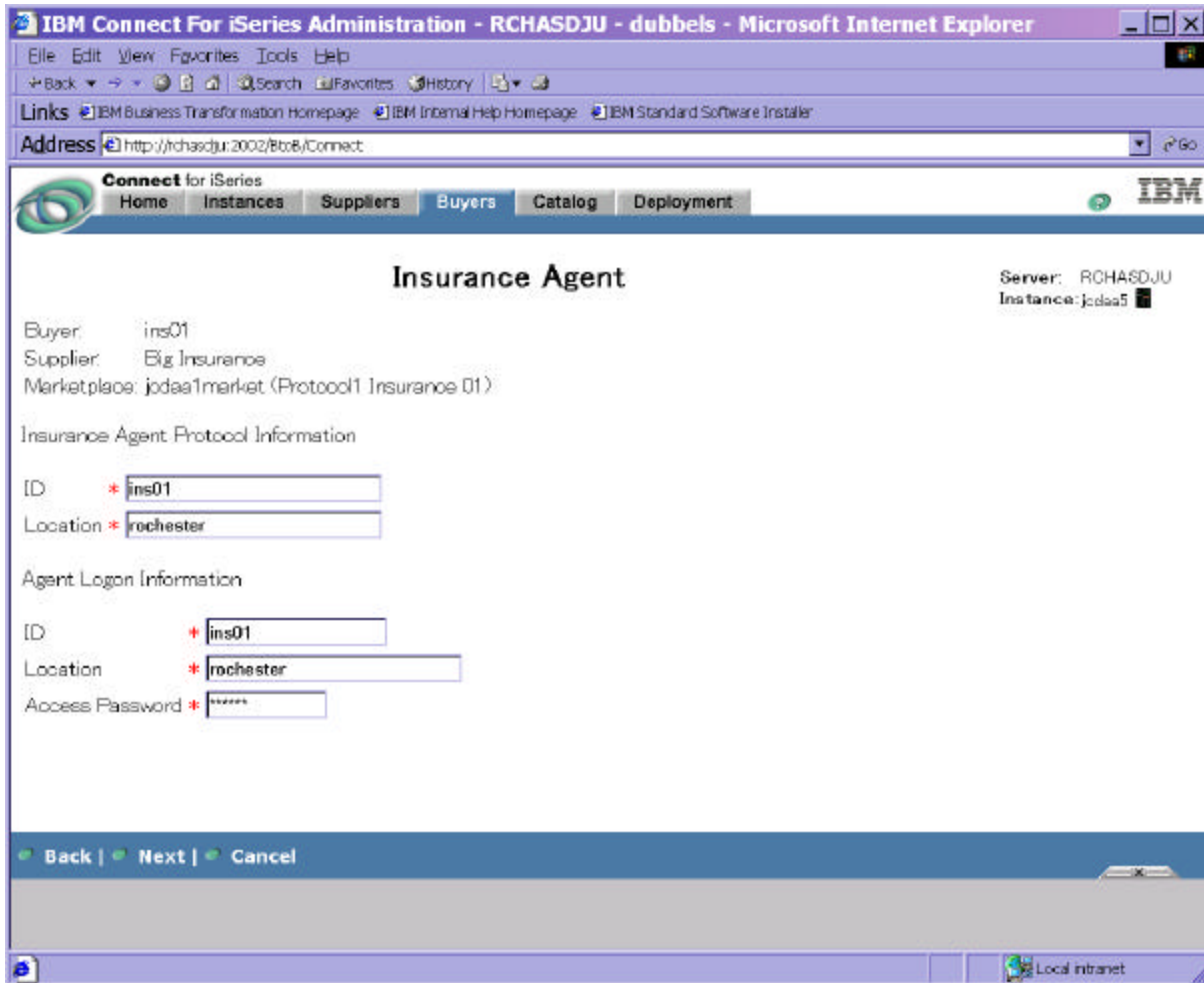 IBM Connect For iSeries Administration - RCHASDJU - dubbels - Microsoft Internet Explorer
File Edit View Favorites Tools Help
Back Search Favorites History
Links IBM Business Transformation Homepage IBM Internal Help Homepage IBM Standard Software Installer
Address http://rchasdju:2002/BtoB/Connect Go
Connect for iSeries
Home Instances Suppliers Buyers Catalog Deployment
IBM
Insurance Agent
Server: RCHASDJU
Instance: jcdaa5
Buyer: ins01
Supplier: Big Insurance
Marketplace: jodaa1market (Protocol1 Insurance 01)
Insurance Agent Protocol Information
ID * ins01
Location * rochester
Agent Logon Information
ID * ins01
Location * rochester
Access Password * ******
Back | Next | Cancel
Local intranet